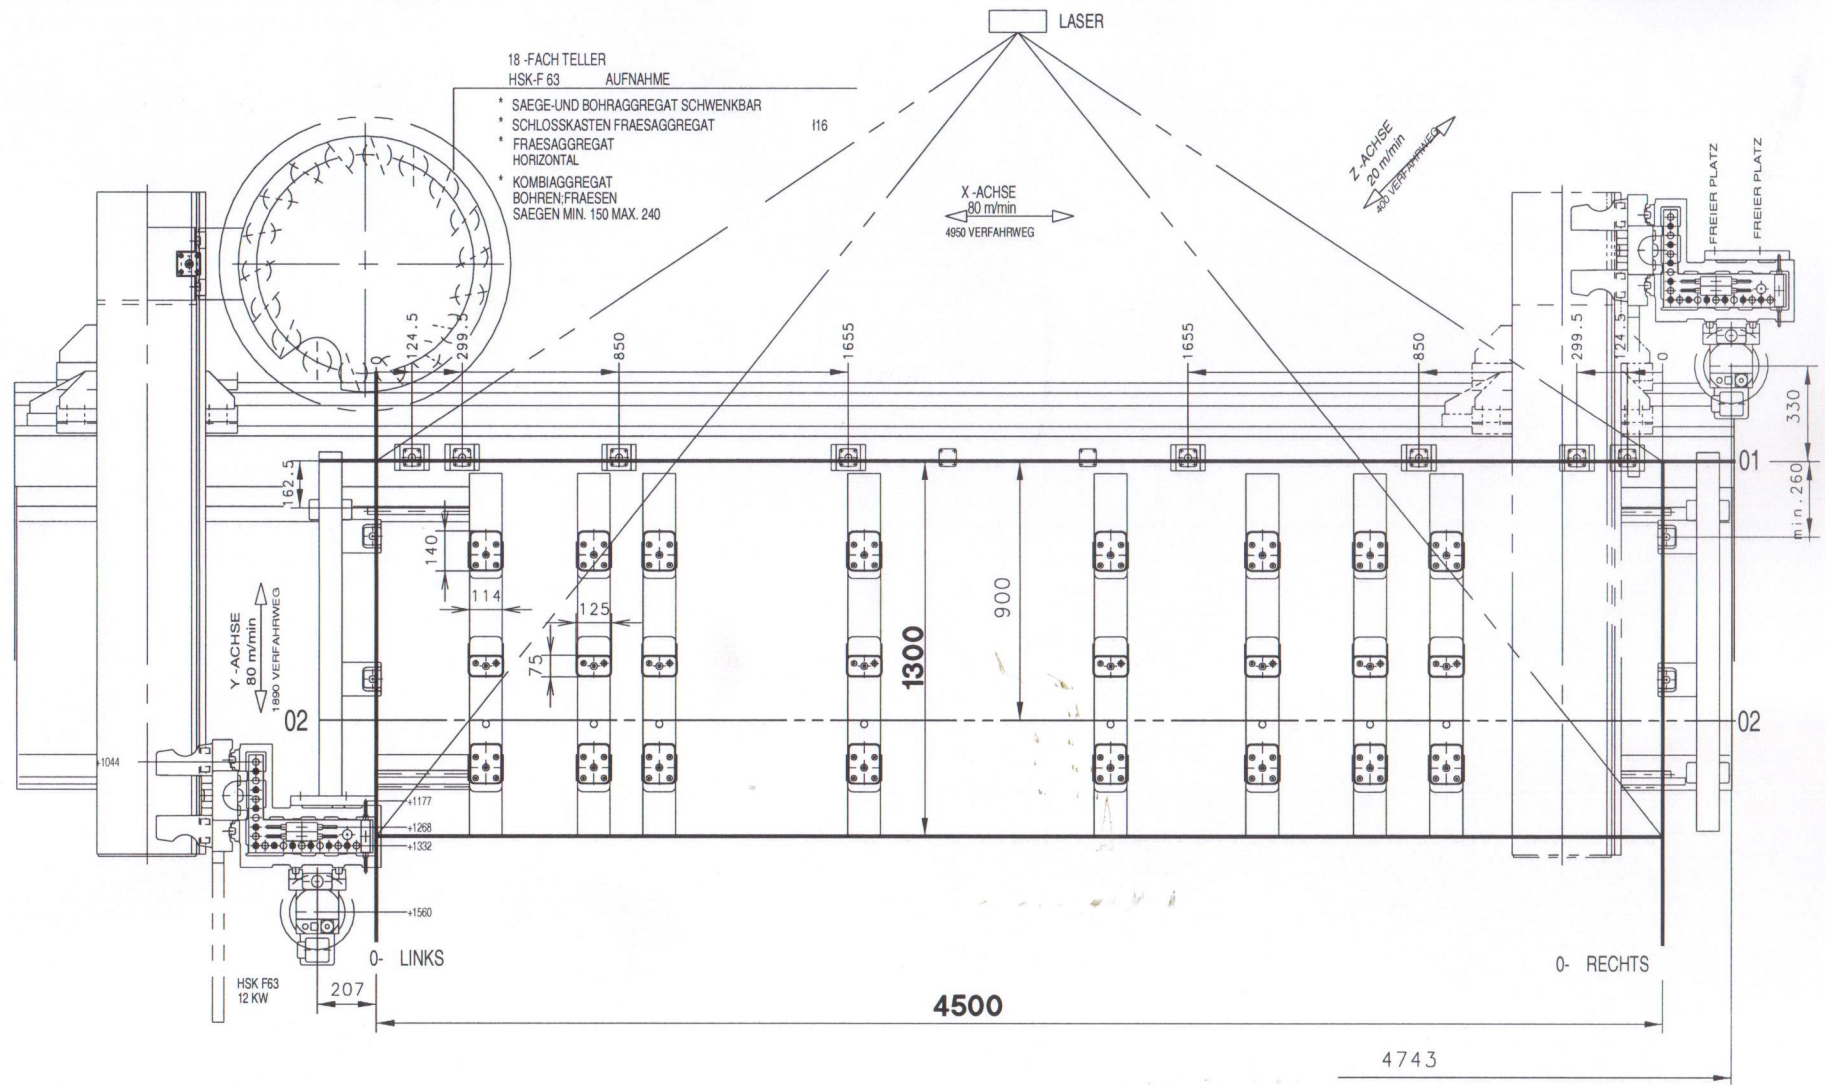 LASER
18 -FACH TELLER
HSK-F 63 AUFNAHME
* SAEGE-UND BOHRAGGREGAT SCHWENKBAR
* SCHLOSSKASTEN FRAESAGGREGAT
* FRAESAGGREGAT
HORIZONTAL
* KOMBIAGGREGAT
BOHREN;FRAESEN
SAEGEN MIN. 150 MAX. 240
X -ACHSE
80 m/min
4950 VERFAHRWEG
Z -ACHSE
20 m/min
400 VERFAHRWEG
FREIER PLATZ
FREIER PLATZ
0
124.5
299.5
850
1655
1655
850
299.5
124.5
0
330
01
162.5
min.260
140
114
125
75
900
1300
Y -ACHSE
80 m/min
1890 VERFAHRWEG
02
02
+1044
+1177
+1268
+1332
+1560
0- LINKS
0- RECHTS
HSK F63
12 KW
207
4500
4743